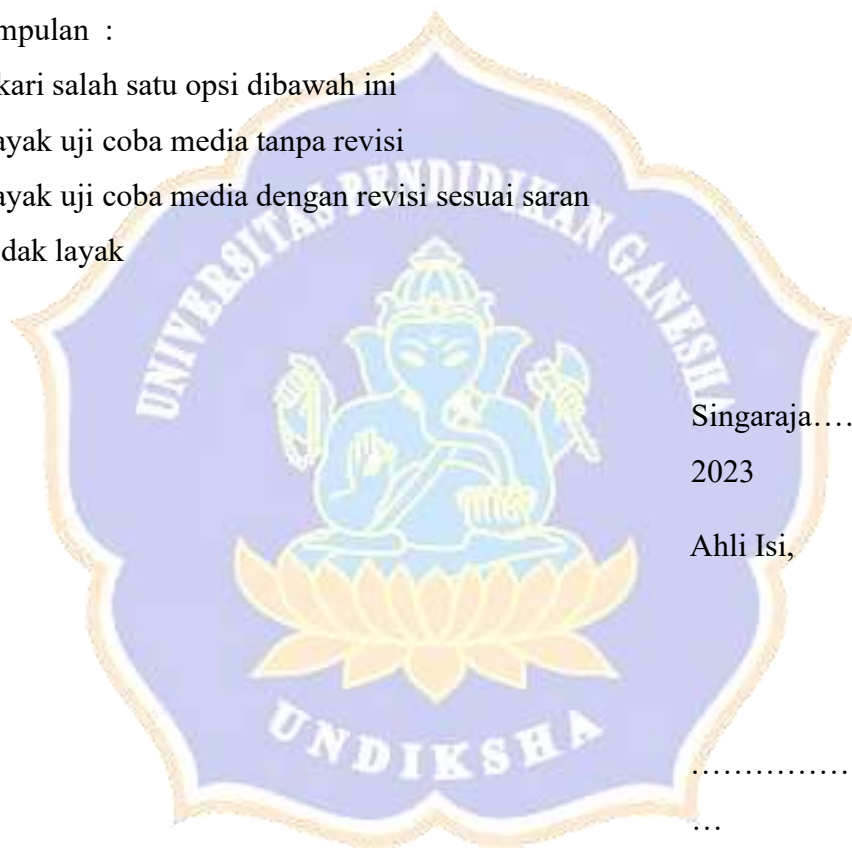 mpulan :
kari salah satu opsi dibawah ini
ayak uji coba media tanpa revisi
ayak uji coba media dengan revisi sesuai saran
dak layak
UNIVERSITAS PENDIDIKAN GANESHA
Singaraja….
2023
Ahli Isi,
UNDIKSHA
……………
…